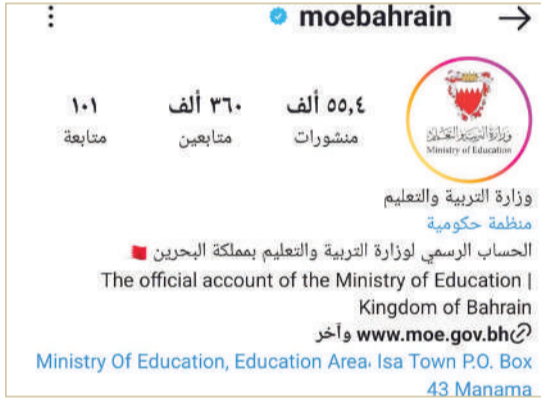 moebahrain
٥٥,٤ ألف
٣٦٠ ألف
١٠١
منشورات
متابعين
متابعة
وزارة التربية والتعليم
Ministry of Education
وزارة التربية والتعليم
منظمة حكومية
الحساب الرسمي لوزارة التربية والتعليم بمملكة البحرين 🇧🇭
The official account of the Ministry of Education |
Kingdom of Bahrain
www.moe.gov.bh وآخر
Ministry Of Education, Education Area، Isa Town P.O. Box
43 Manama